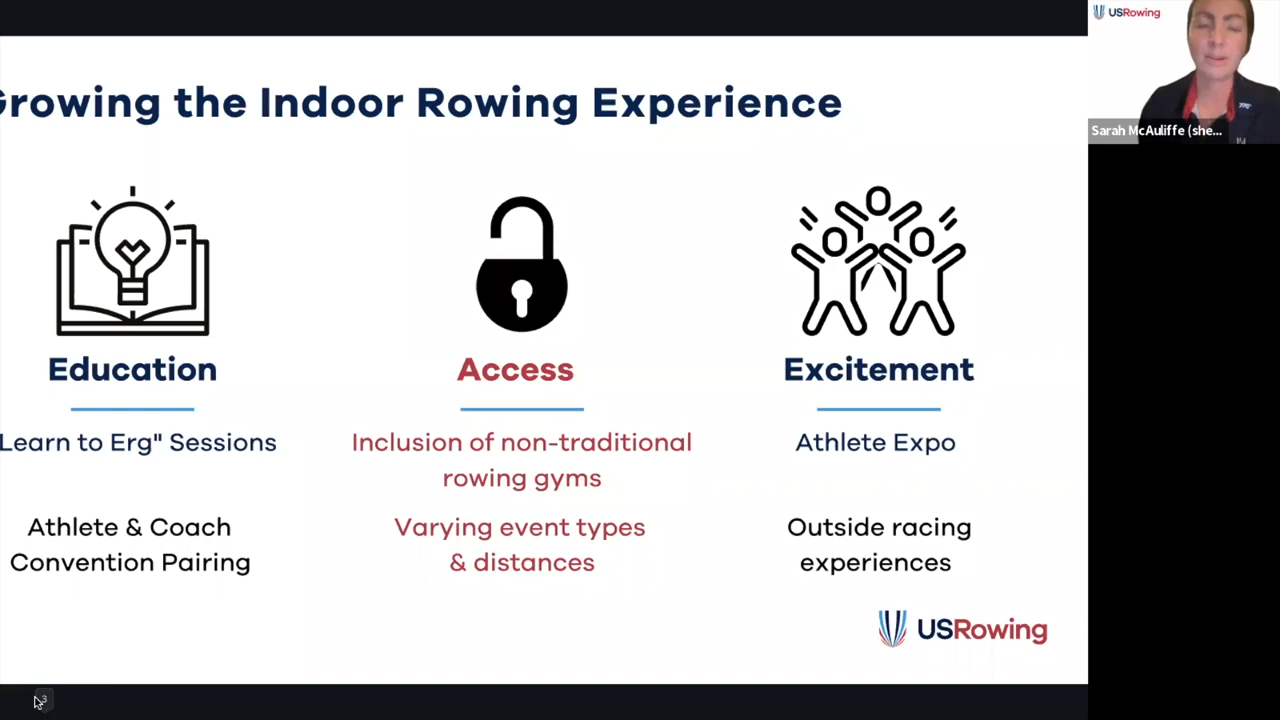 USRowing
Sarah McAuliffe (she...
Growing the Indoor Rowing Experience
Education
Access
Excitement
Learn to Erg" Sessions
Inclusion of non-traditional
rowing gyms
Athlete Expo
Athlete & Coach
Convention Pairing
Varying event types
& distances
Outside racing
experiences
USRowing
3